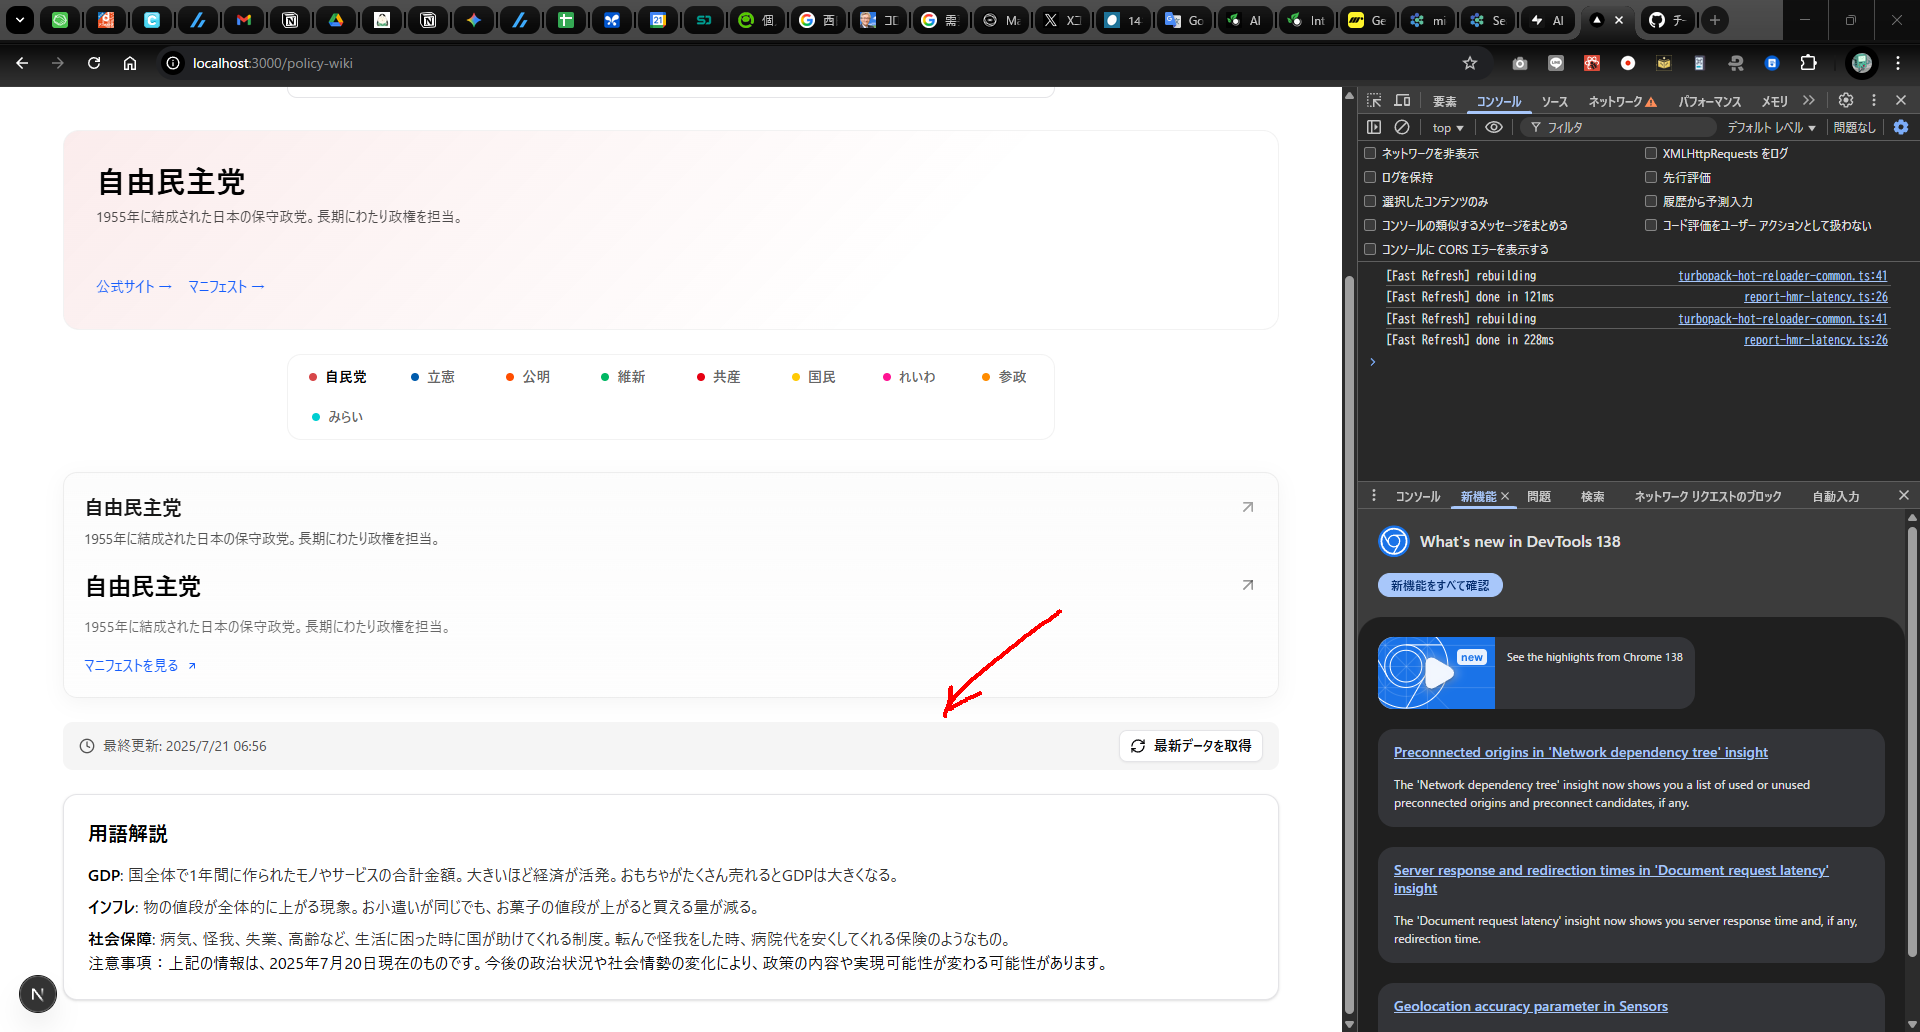 個
西
コロ
需
Ma
Xユ
14
Go
AI
Int
Ge
mi
Se
AI
チ
localhost:3000/policy-wiki
自由民主党
1955年に結成された日本の保守政党。長期にわたり政権を担当。
公式サイト → マニフェスト →
自民党 立憲 公明 維新 共産 国民 れいわ 参政
みらい
自由民主党
1955年に結成された日本の保守政党。長期にわたり政権を担当。
自由民主党
1955年に結成された日本の保守政党。長期にわたり政権を担当。
マニフェストを見る
最終更新: 2025/7/21 06:56
最新データを取得
用語解説
GDP: 国全体で1年間に作られたモノやサービスの合計金額。大きいほど経済が活発。おもちゃがたくさん売れるとGDPは大きくなる。
インフレ: 物の値段が全体的に上がる現象。お小遣いが同じでも、お菓子の値段が上がると買える量が減る。
社会保障: 病気、怪我、失業、高齢など、生活に困った時に国が助けてくれる制度。転んで怪我をした時、病院代を安くしてくれる保険のようなもの。
注意事項：上記の情報は、2025年7月20日現在のものです。今後の政治状況や社会情勢の変化により、政策の内容や実現可能性が変わる可能性があります。
N
要素 コンソール ソース ネットワーク パフォーマンス メモリ
top フィルタ デフォルト レベル 問題なし
ネットワークを非表示 XMLHttpRequests をログ
ログを保持 先行評価
選択したコンテンツのみ 履歴から予測入力
コンソールの類似するメッセージをまとめる コード評価をユーザー アクションとして扱わない
コンソールに CORS エラーを表示する
[Fast Refresh] rebuilding turbopack-hot-reloader-common.ts:41
[Fast Refresh] done in 121ms report-hmr-latency.ts:26
[Fast Refresh] rebuilding turbopack-hot-reloader-common.ts:41
[Fast Refresh] done in 228ms report-hmr-latency.ts:26
コンソール 新機能 問題 検索 ネットワーク リクエストのブロック 自動入力
What's new in DevTools 138
新機能をすべて確認
new
See the highlights from Chrome 138
Preconnected origins in 'Network dependency tree' insight
The 'Network dependency tree' insight now shows you a list of used or unused
preconnected origins and preconnect candidates, if any.
Server response and redirection times in 'Document request latency'
insight
The 'Document request latency' insight now shows you server response time and, if any,
redirection time.
Geolocation accuracy parameter in Sensors